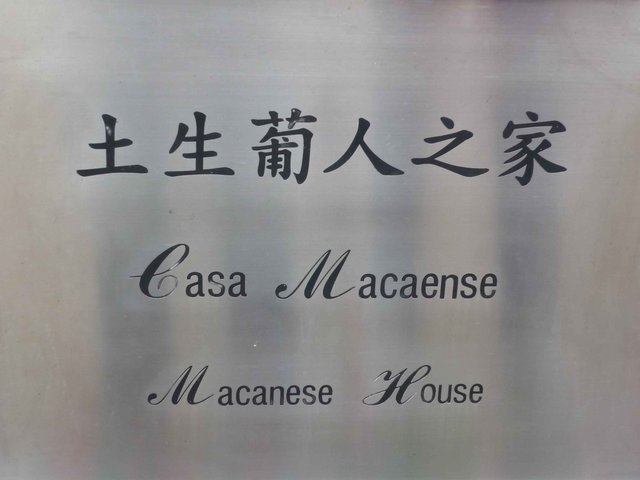 土生葡人之家
Casa Macaense
Macanese House